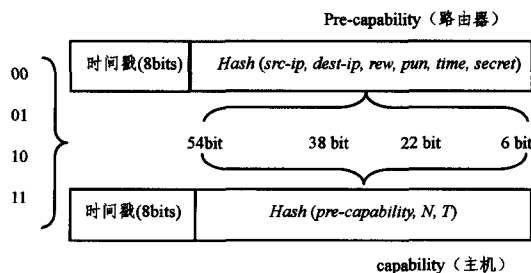 Pre-capability（路由器）
时间戳(8bits) Hash (src-ip, dest-ip, rew, pun, time, secret)
00
01
54bit 38 bit 22 bit 6 bit
10
11
时间戳(8bits) Hash (pre-capability, N, T)
capability（主机）